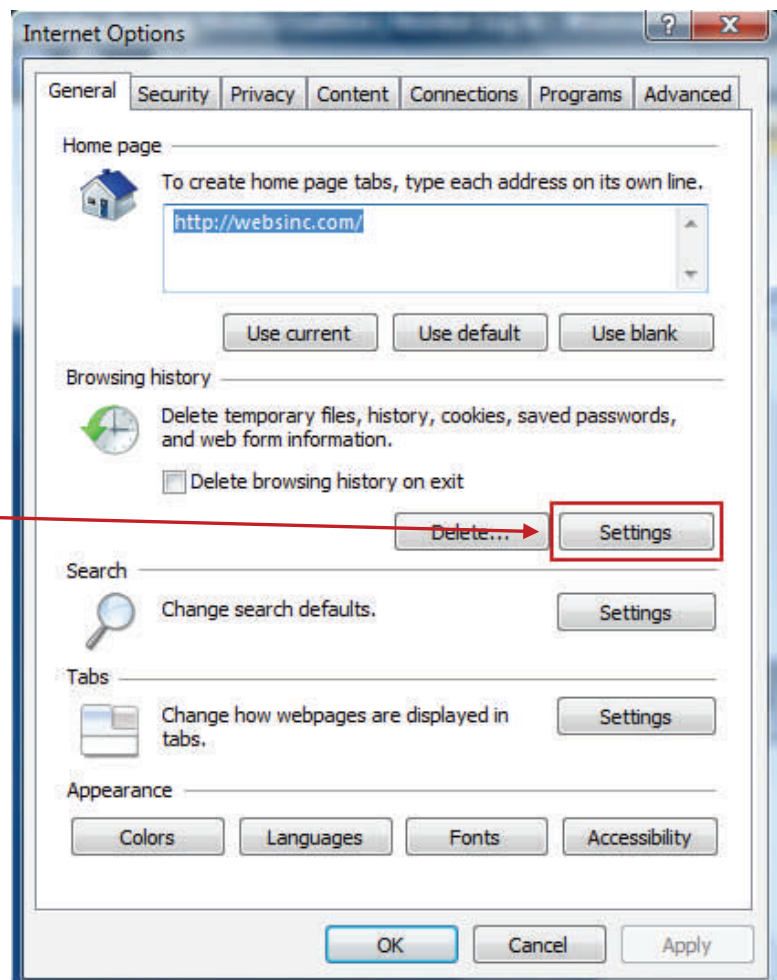 Internet Options
General Security Privacy Content Connections Programs Advanced
Home page
To create home page tabs, type each address on its own line.
http://websinc.com/
Use current Use default Use blank
Browsing history
Delete temporary files, history, cookies, saved passwords,
and web form information.
Delete browsing history on exit
Delete... Settings
Search
Change search defaults. Settings
Tabs
Change how webpages are displayed in
tabs.
Settings
Appearance
Colors Languages Fonts Accessibility
OK Cancel Apply